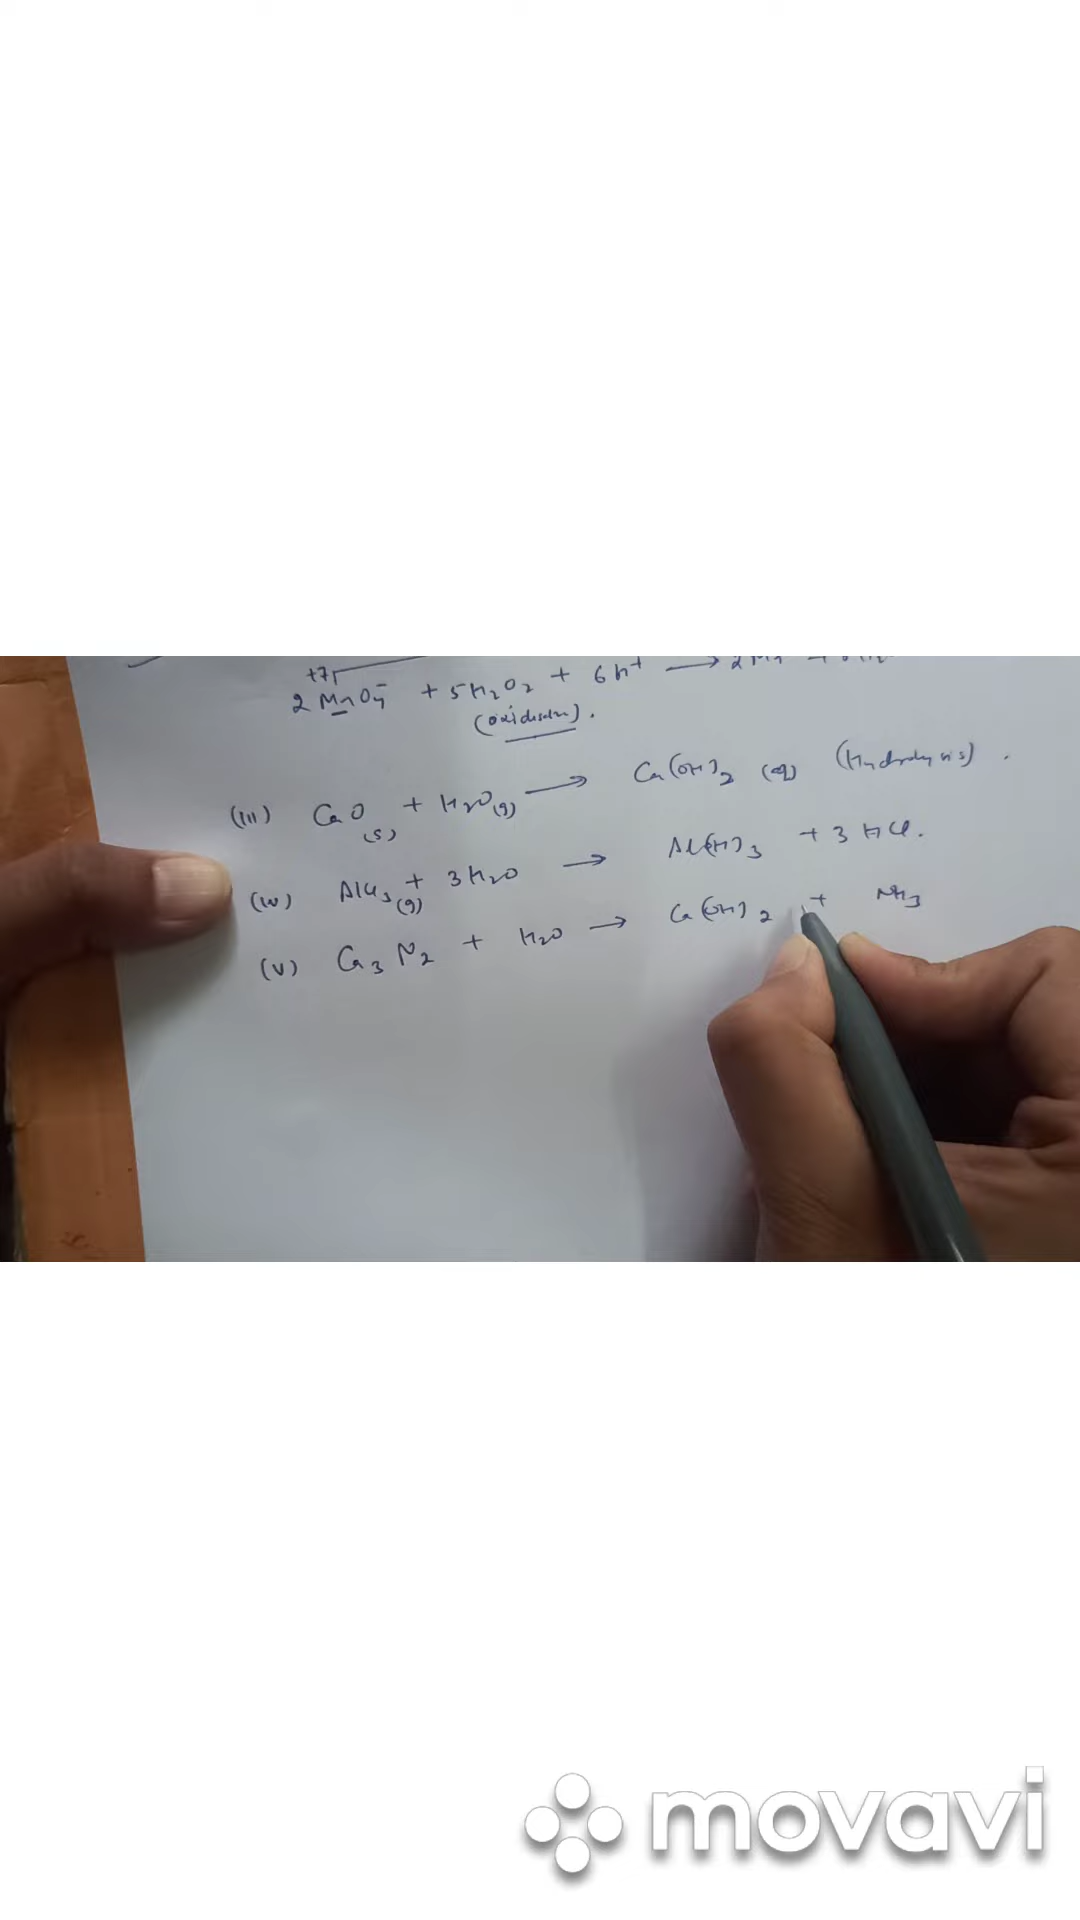 +7
2 MnO4- + 5H2O2 + 6H+ ⟶ 2
(oxidation).
(III) CaO(s) + H2O(g) ⟶ Ca(OH)2 (Hydrolysis) .
(IV) AlCl3(g) + 3H2O ⟶ Al(OH)3 + 3HCl.
(V) Ca3N2 + H2O ⟶ Ca(OH)2 + NH3
movavi